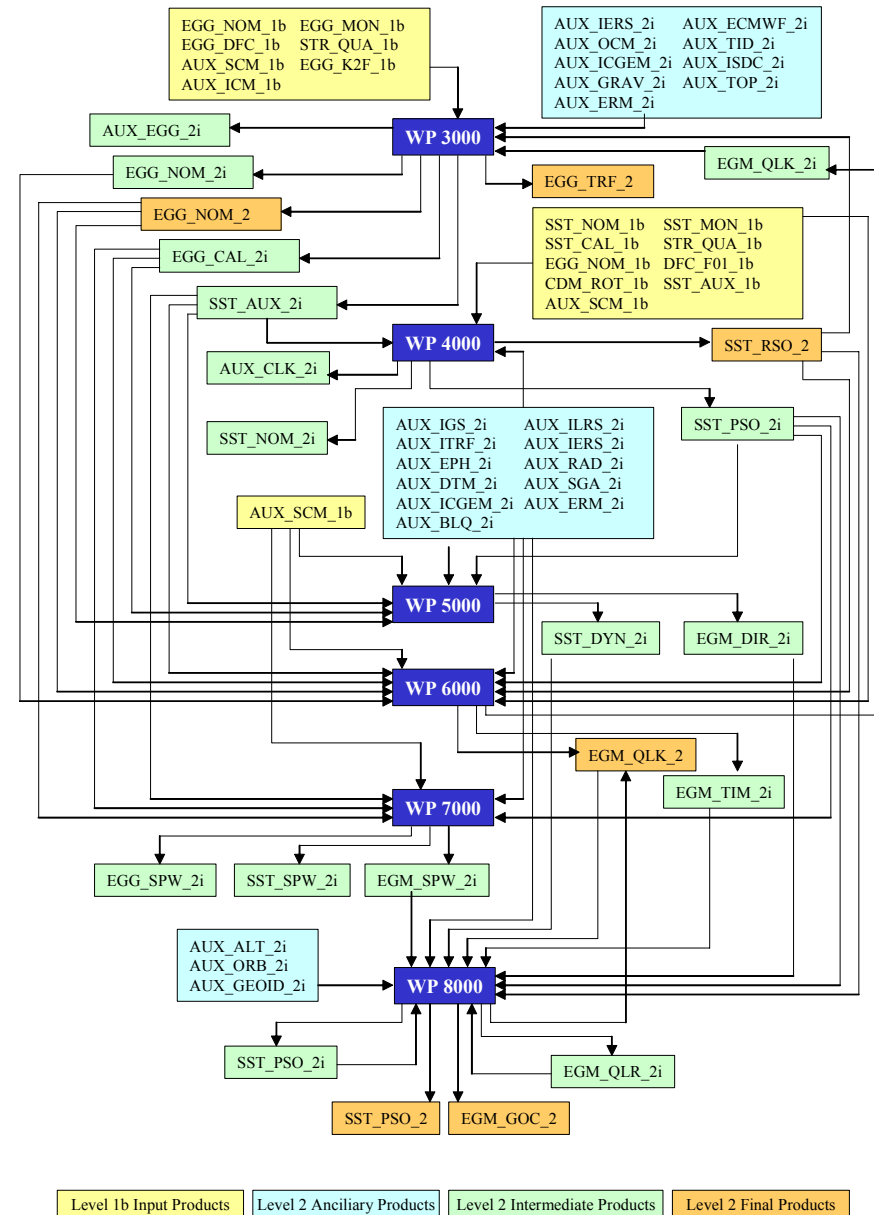 EGG_NOM_1b EGG_MON_1b
EGG_DFC_1b STR_QUA_1b
AUX_SCM_1b EGG_K2F_1b
AUX_ICM_1b
AUX_IERS_2i AUX_ECMWF_2i
AUX_OCM_2i AUX_TID_2i
AUX_ICGEM_2i AUX_ISDC_2i
AUX_GRAV_2i AUX_TOP_2i
AUX_ERM_2i
AUX_EGG_2i
WP 3000
EGG_NOM_2i
EGG_TRF_2
EGM_QLK_2i
EGG_NOM_2
SST_NOM_1b SST_MON_1b
SST_CAL_1b STR_QUA_1b
EGG_NOM_1b DFC_F01_1b
CDM_ROT_1b SST_AUX_1b
AUX_SCM_1b
EGG_CAL_2i
SST_AUX_2i
WP 4000
SST_RSO_2
AUX_CLK_2i
SST_NOM_2i
AUX_IGS_2i AUX_ILRS_2i
AUX_ITRF_2i AUX_IERS_2i
AUX_EPH_2i AUX_RAD_2i
AUX_DTM_2i AUX_SGA_2i
AUX_ICGEM_2i AUX_ERM_2i
AUX_BLQ_2i
SST_PSO_2i
AUX_SCM_1b
WP 5000
SST_DYN_2i
EGM_DIR_2i
WP 6000
EGM_QLK_2
EGM_TIM_2i
WP 7000
EGG_SPW_2i
SST_SPW_2i
EGM_SPW_2i
AUX_ALT_2i
AUX_ORB_2i
AUX_GEOID_2i
WP 8000
SST_PSO_2i
EGM_QLR_2i
SST_PSO_2
EGM_GOC_2
Level 1b Input Products
Level 2 Anciliary Products
Level 2 Intermediate Products
Level 2 Final Products